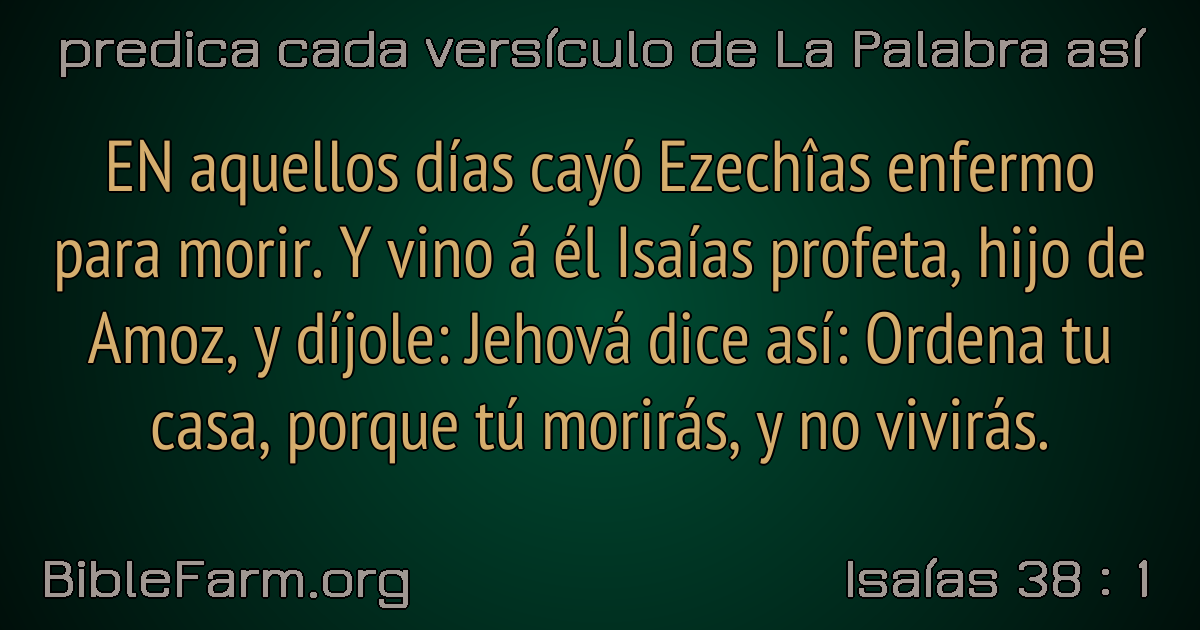 predica cada versículo de La Palabra así
EN aquellos días cayó Ezechîas enfermo
para morir. Y vino á él Isaías profeta, hijo de
Amoz, y díjole: Jehová dice así: Ordena tu
casa, porque tú morirás, y no vivirás.
BibleFarm.org
Isaías 38 : 1